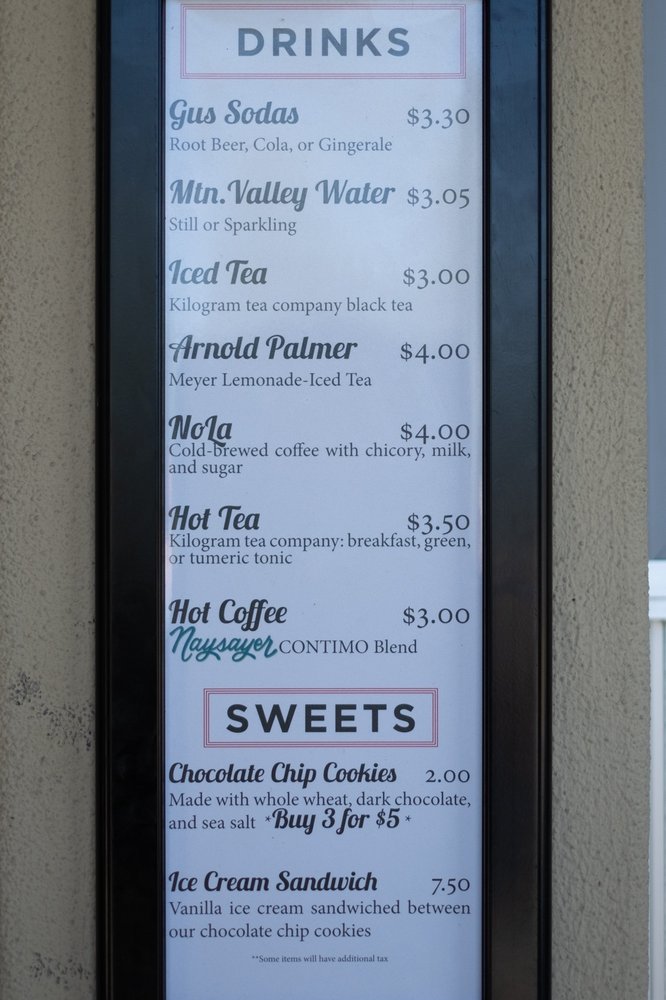 DRINKS
Gus Sodas $3.30
Root Beer, Cola, or Gingerale
Mtn. Valley Water $3.05
Still or Sparkling
Iced Tea $3.00
Kilogram tea company black tea
Arnold Palmer $4.00
Meyer Lemonade-Iced Tea
NoLa $4.00
Cold-brewed coffee with chicory, milk,
and sugar
Hot Tea $3.50
Kilogram tea company: breakfast, green,
or tumeric tonic
Hot Coffee $3.00
Naysayer CONTIMO Blend
SWEETS
Chocolate Chip Cookies 2.00
Made with whole wheat, dark chocolate,
and sea salt *Buy 3 for $5*
Ice Cream Sandwich 7.50
Vanilla ice cream sandwiched between
our chocolate chip cookies
**Some items will have additional tax